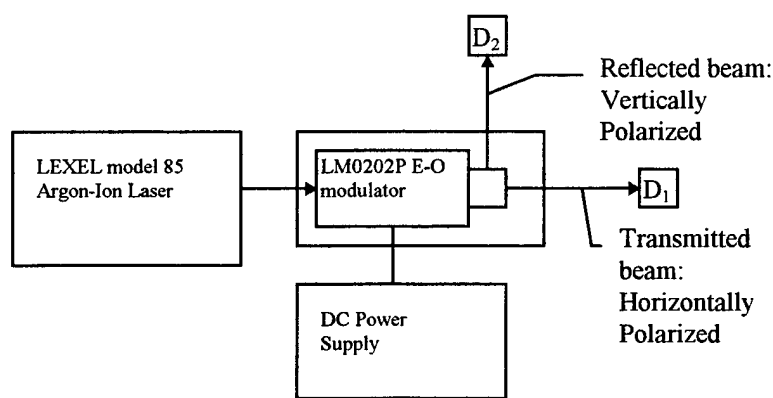 D2
Reflected beam:
Vertically
Polarized
LEXEL model 85
Argon-Ion Laser
LM0202P E-O
modulator
D1
Transmitted
beam:
Horizontally
Polarized
DC Power
Supply